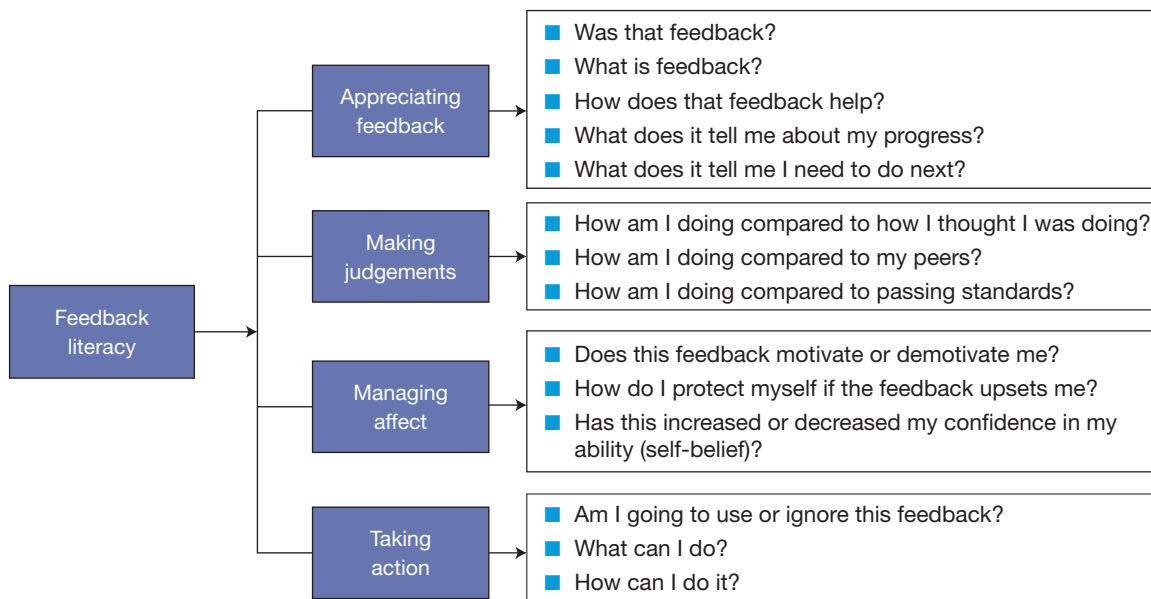 Feedback
literacy
Appreciating
feedback
Was that feedback?
What is feedback?
How does that feedback help?
What does it tell me about my progress?
What does it tell me I need to do next?
Making
judgements
How am I doing compared to how I thought I was doing?
How am I doing compared to my peers?
How am I doing compared to passing standards?
Managing
affect
Does this feedback motivate or demotivate me?
How do I protect myself if the feedback upsets me?
Has this increased or decreased my confidence in my
ability (self-belief)?
Taking
action
Am I going to use or ignore this feedback?
What can I do?
How can I do it?